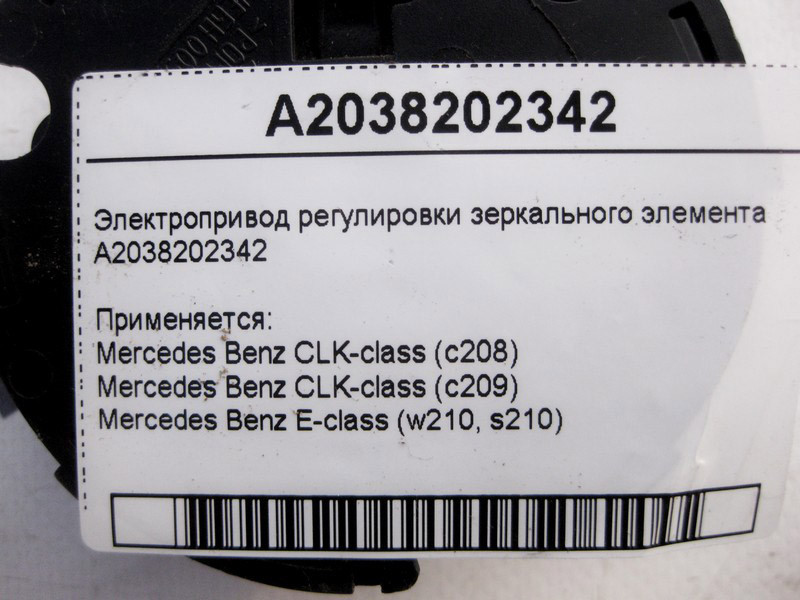 A2038202342
Электропривод регулировки зеркального элемента
A2038202342
Применяется:
Mercedes Benz CLK-class (c208)
Mercedes Benz CLK-class (c209)
Mercedes Benz E-class (w210, s210)